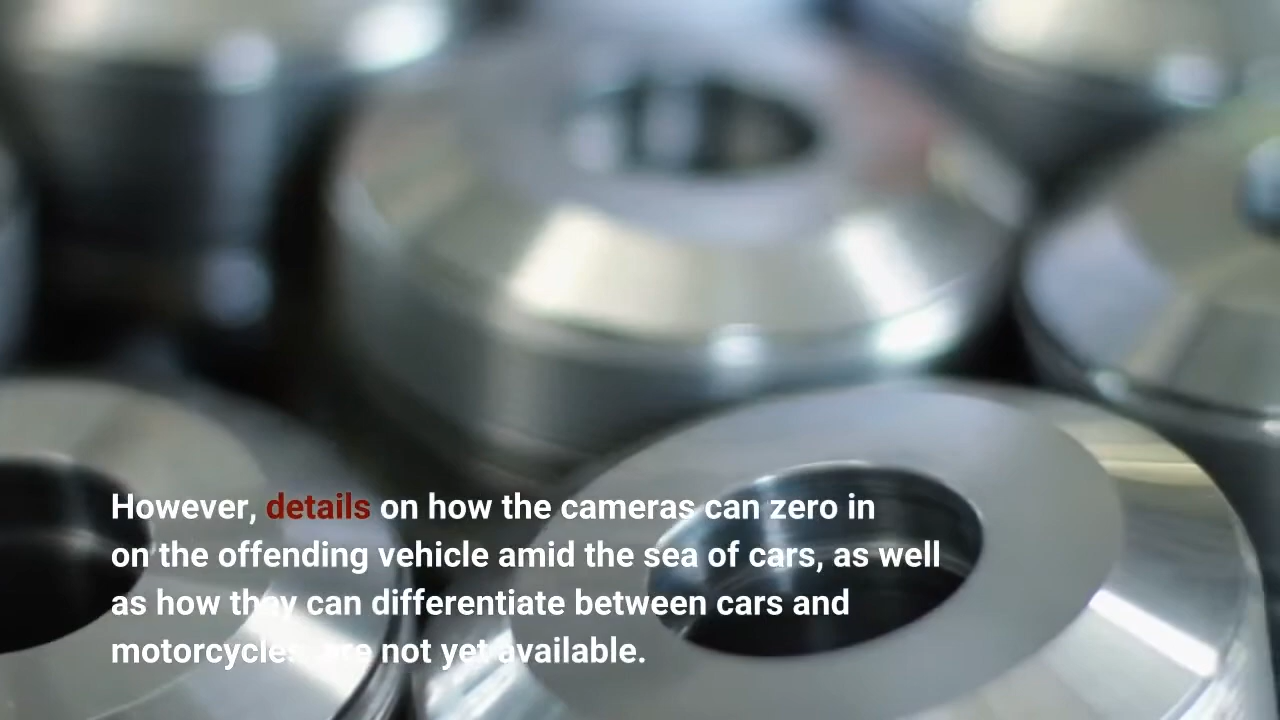 However, details on how the cameras can zero in
on the offending vehicle amid the sea of cars, as well
as how they can differentiate between cars and
motorcycles are not yet available.